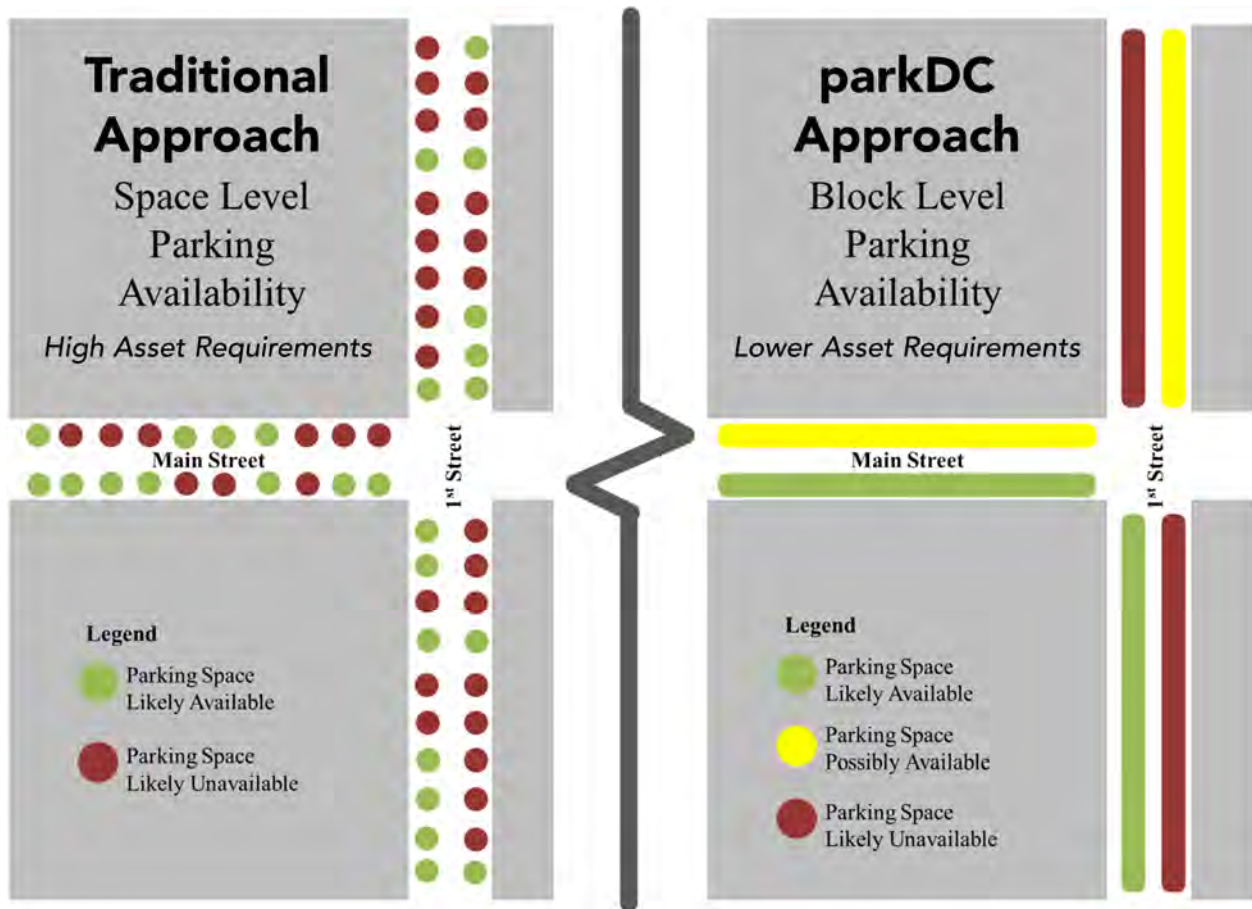 Traditional
Approach
Space Level
Parking
Availability
High Asset Requirements
Main Street
1st Street
Legend
Parking Space
Likely Available
Parking Space
Likely Unavailable
parkDC
Approach
Block Level
Parking
Availability
Lower Asset Requirements
Main Street
1st Street
Legend
Parking Space
Likely Available
Parking Space
Possibly Available
Parking Space
Likely Unavailable